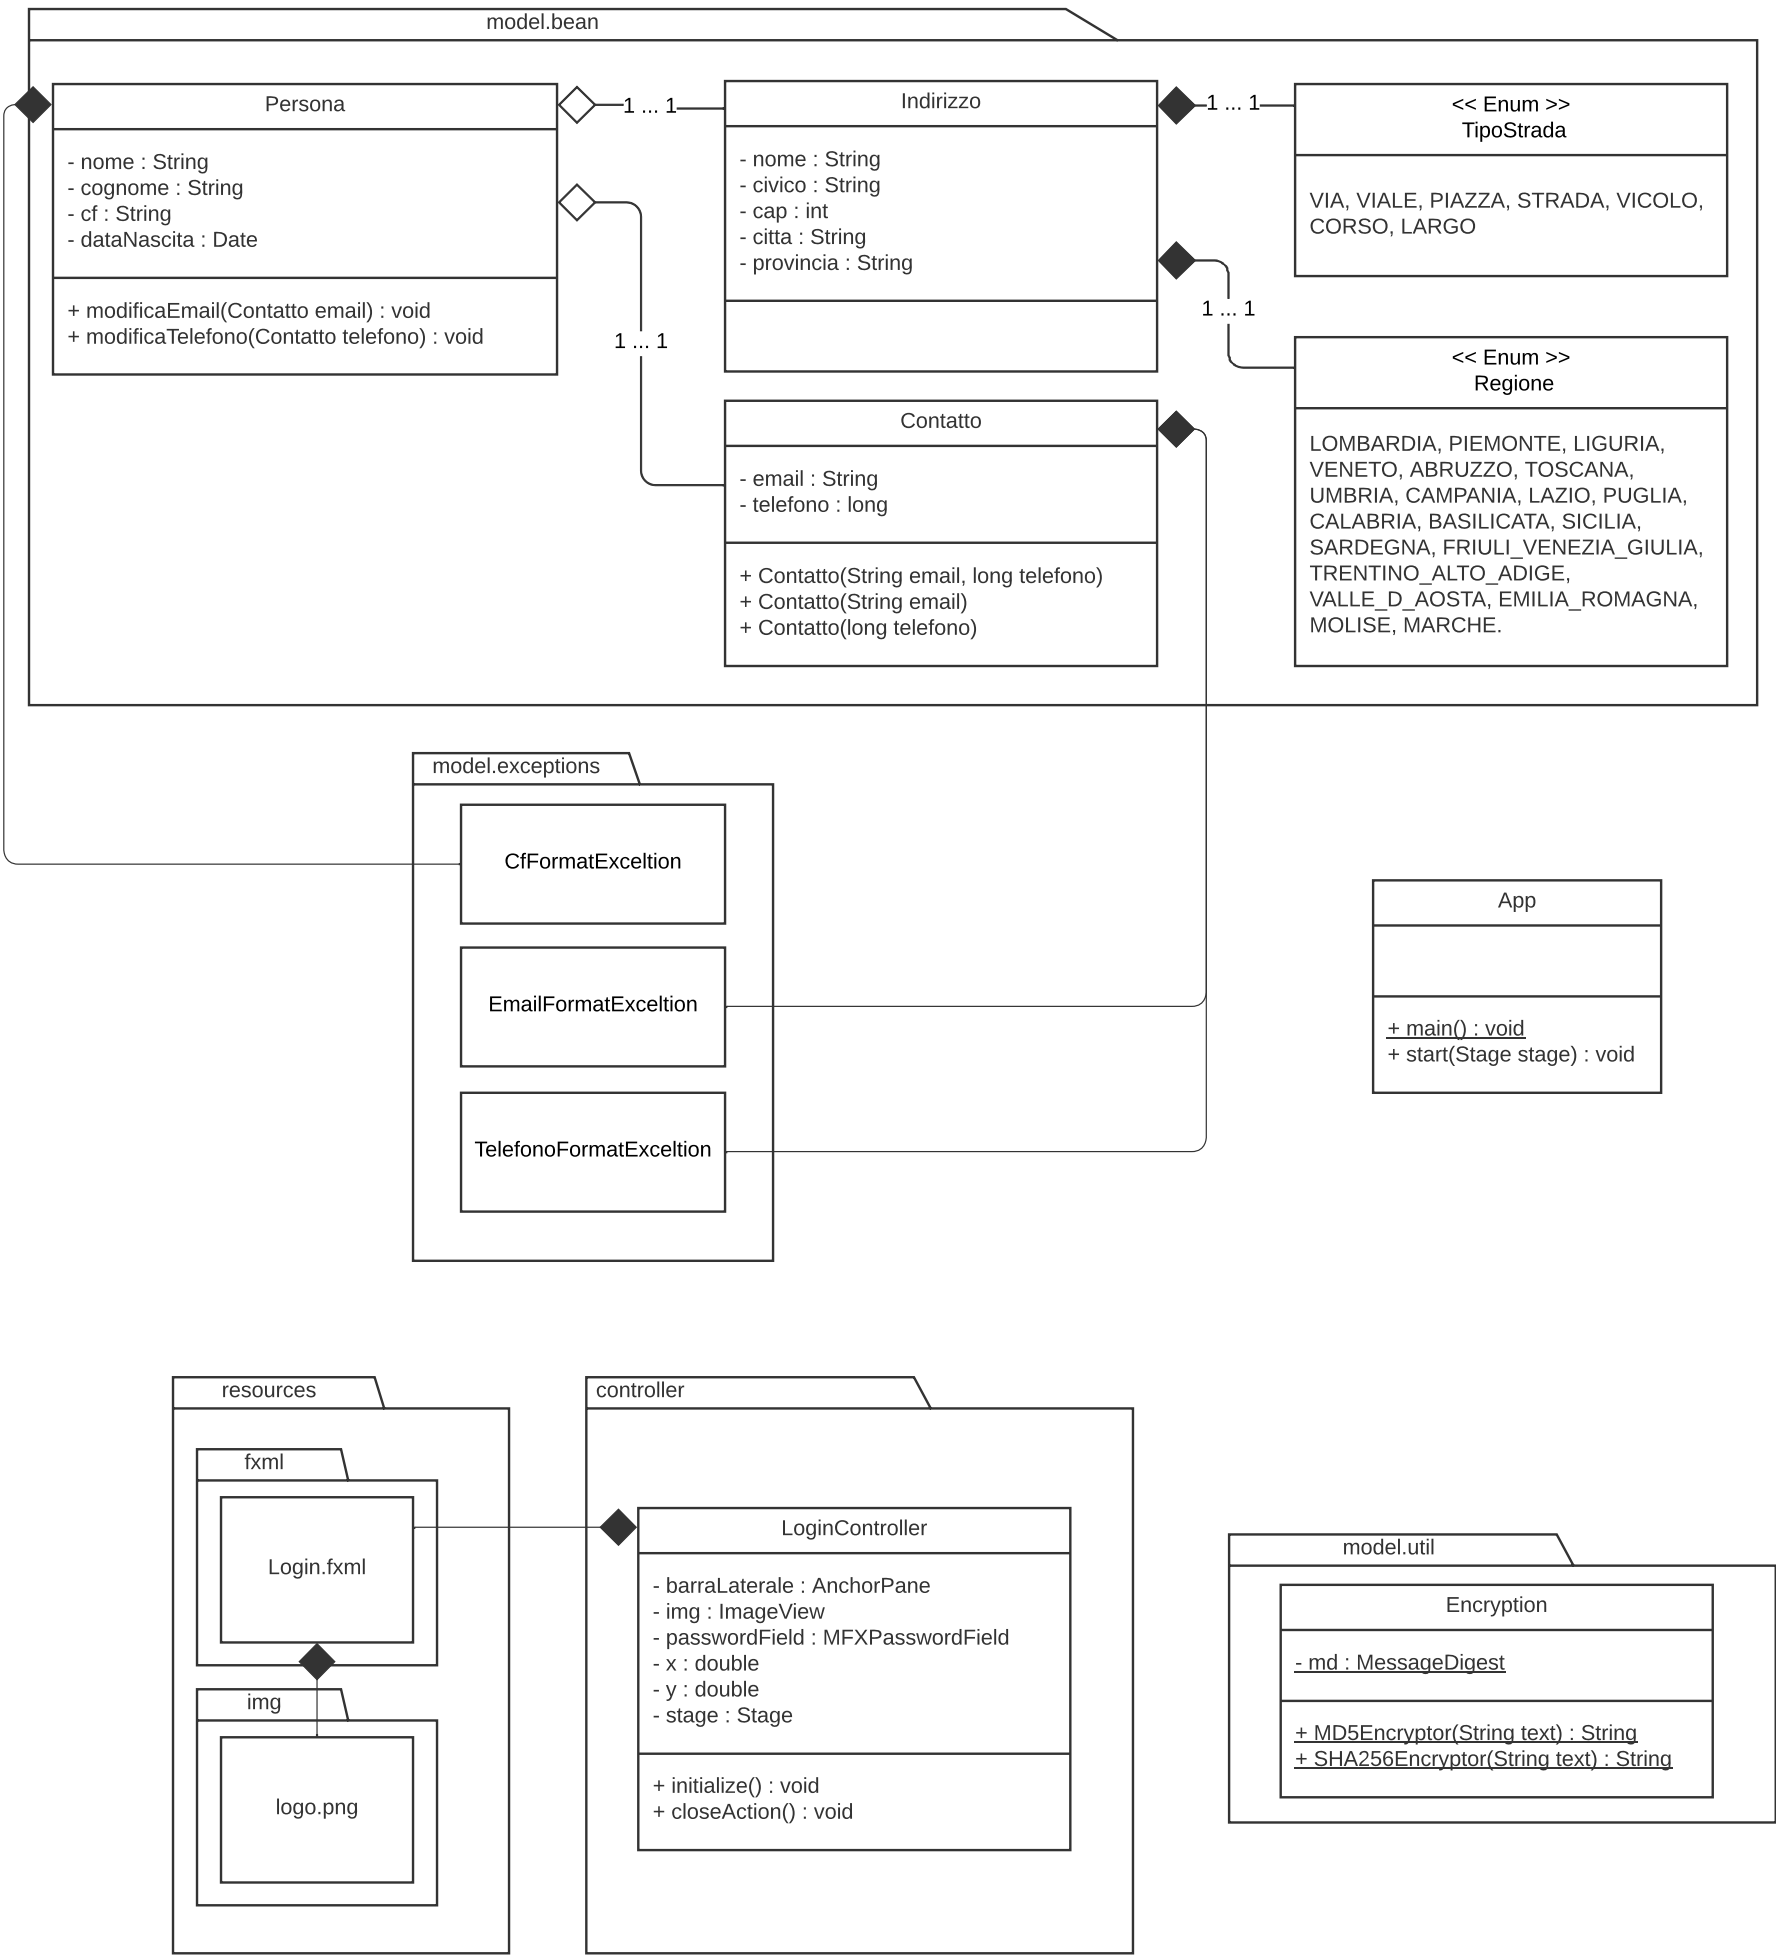 model.bean
Persona
- nome : String
- cognome : String
- cf : String
- dataNascita : Date
+ modificaEmail(Contatto email) : void
+ modificaTelefono(Contatto telefono) : void
1 ... 1
1 ... 1
Indirizzo
- nome : String
- civico : String
- cap : int
- citta : String
- provincia : String
1 ... 1
1 ... 1
<< Enum >>
TipoStrada
VIA, VIALE, PIAZZA, STRADA, VICOLO,
CORSO, LARGO
Contatto
- email : String
- telefono : long
+ Contatto(String email, long telefono)
+ Contatto(String email)
+ Contatto(long telefono)
<< Enum >>
Regione
LOMBARDIA, PIEMONTE, LIGURIA,
VENETO, ABRUZZO, TOSCANA,
UMBRIA, CAMPANIA, LAZIO, PUGLIA,
CALABRIA, BASILICATA, SICILIA,
SARDEGNA, FRIULI_VENEZIA_GIULIA,
TRENTINO_ALTO_ADIGE,
VALLE_D_AOSTA, EMILIA_ROMAGNA,
MOLISE, MARCHE.
model.exceptions
CfFormatExceltion
EmailFormatExceltion
TelefonoFormatExceltion
App
+ main() : void
+ start(Stage stage) : void
resources
fxml
Login.fxml
img
logo.png
controller
LoginController
- barraLaterale : AnchorPane
- img : ImageView
- passwordField : MFXPasswordField
- x : double
- y : double
- stage : Stage
+ initialize() : void
+ closeAction() : void
model.util
Encryption
- md : MessageDigest
+ MD5Encryptor(String text) : String
+ SHA256Encryptor(String text) : String